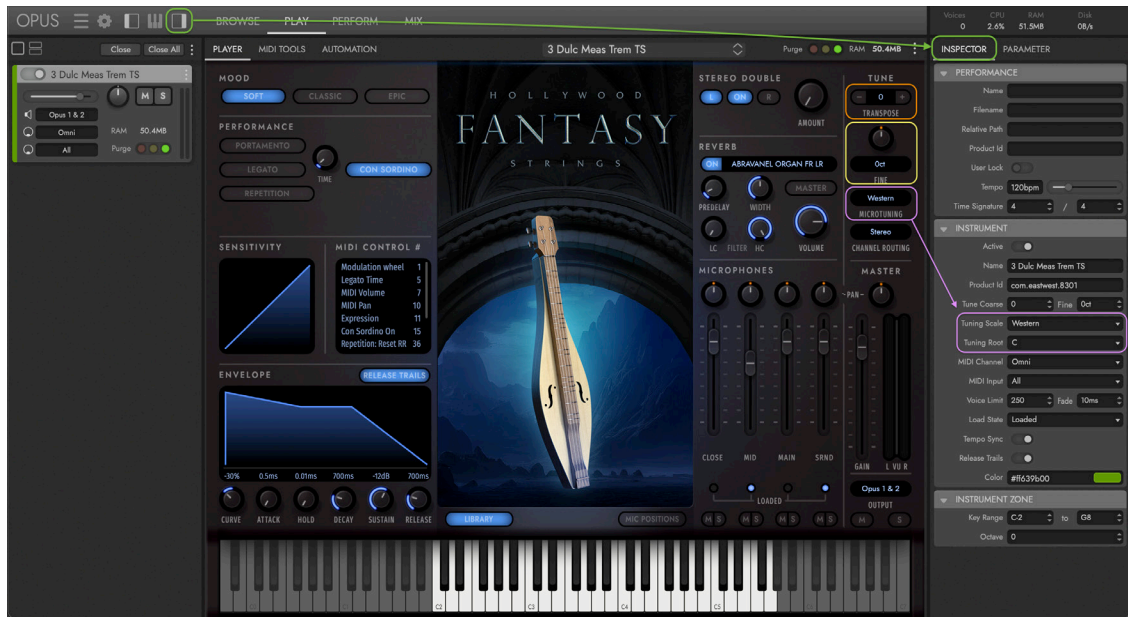 OPUS
BROWSE PLAY PERFORM MIX
Voices CPU RAM Disk
0 2.6% 51.5MB 0B/s
Close Close All
PLAYER MIDI TOOLS AUTOMATION
3 Dulc Meas Trem TS
Purge RAM 50.4MB
INSPECTOR PARAMETER
3 Dulc Meas Trem TS
M S
Opus 1 & 2
Omni RAM 50.4MB
All Purge
MOOD
SOFT CLASSIC EPIC
PERFORMANCE
PORTAMENTO
LEGATO
REPETITION
TIME
CON SORDINO
SENSITIVITY
MIDI CONTROL #
Modulation wheel 1
Legato Time 5
MIDI Volume 7
MIDI Pan 10
Expression 11
Con Sordino On 15
Repetition: Reset RR 36
ENVELOPE
RELEASE TRAILS
-30% 0.5ms 0.01ms 700ms -12dB 700ms
CURVE ATTACK HOLD DECAY SUSTAIN RELEASE
HOLLYWOOD
FANTASY
STRINGS
LIBRARY
MIC POSITIONS
STEREO DOUBLE
L ON R
AMOUNT
REVERB
ON ABRAVANEL ORGAN FR LR
MASTER
PREDELAY WIDTH
LC FILTER HC VOLUME
MICROPHONES
CLOSE MID MAIN SRND
LOADED
M S M S M S M S
TUNE
- 0 +
TRANSPOSE
0ct
FINE
Western
MICROTUNING
Stereo
CHANNEL ROUTING
MASTER
PAN
GAIN L VU R
Opus 1 & 2
OUTPUT
M S
C2 C3 C4 C5
PERFORMANCE
Name
Filename
Relative Path
Product Id
User Lock
Tempo 120bpm
Time Signature 4 / 4
INSTRUMENT
Active
Name 3 Dulc Meas Trem TS
Product Id com.eastwest.8301
Tune Coarse 0 Fine 0ct
Tuning Scale Western
Tuning Root C
MIDI Channel Omni
MIDI Input All
Voice Limit 250 Fade 10ms
Load State Loaded
Tempo Sync
Release Trails
Color #ff639b00
INSTRUMENT ZONE
Key Range C-2 to G8
Octave 0